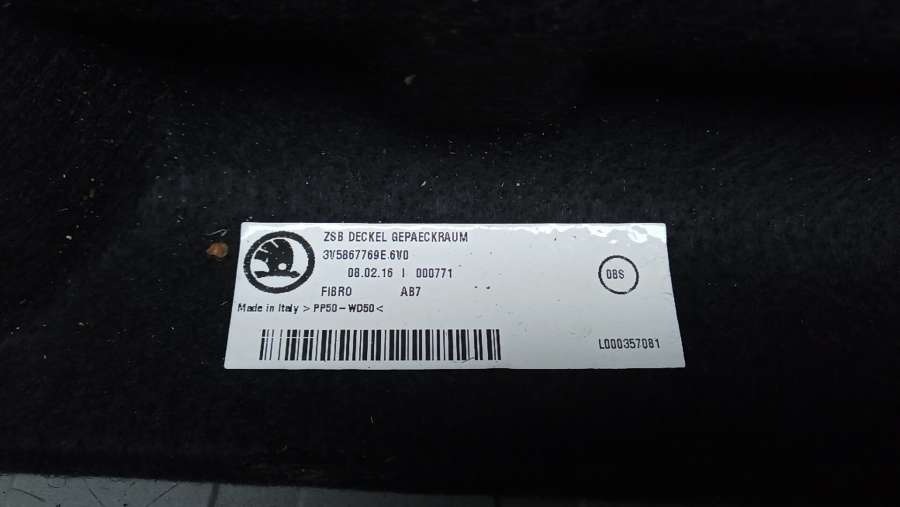 ZSB DECKEL GEPAECKRAUM
3V5867769E.6V0
08.02.16 | 000771
FIBRO AB7
Made in Italy >PP50-WD50<
DBS
L000357081